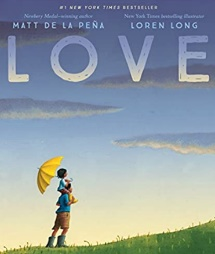 #1 NEW YORK TIMES BESTSELLER
Newbery Medal–winning author
MATT DE LA PEÑA
New York Times bestselling illustrator
LOREN LONG
LOVE